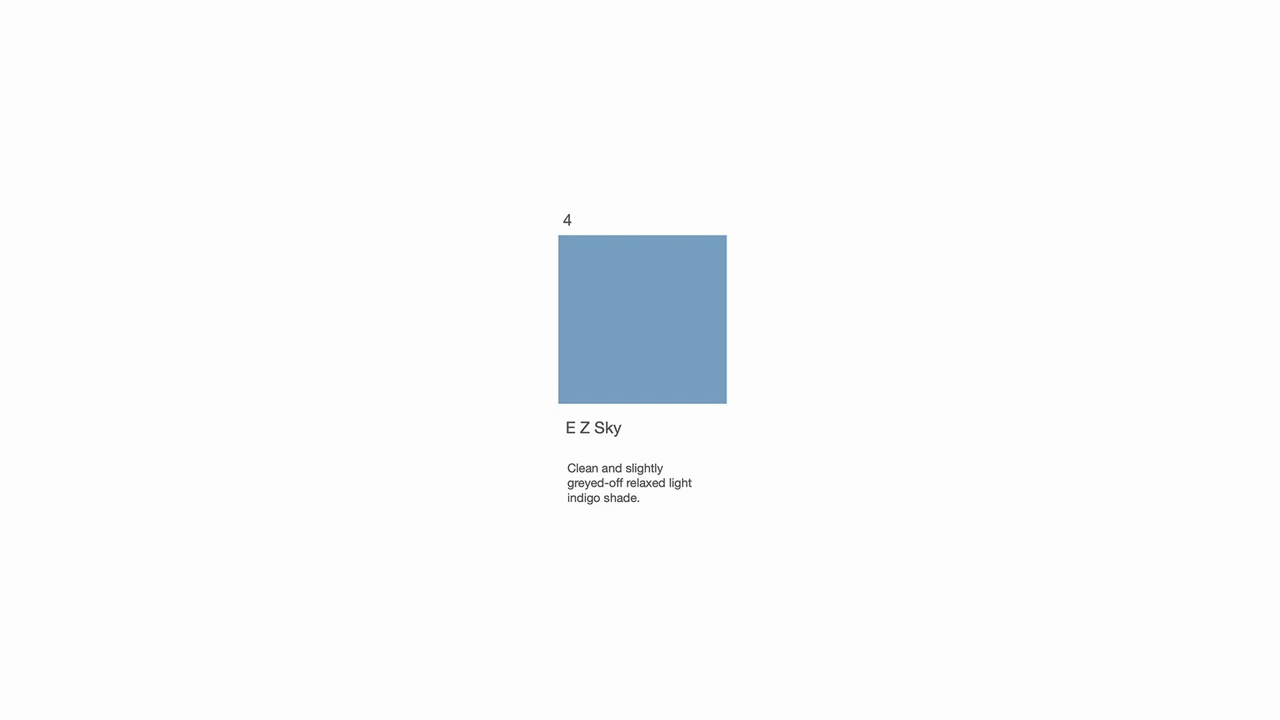 4
E Z Sky
Clean and slightly
greyed-off relaxed light
indigo shade.